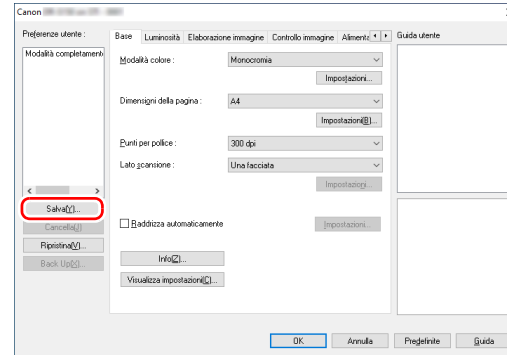 Canon
Preferenze utente :
Modalità completament
Salva(Y)...
Cancella(J)
Ripristina(V)...
Back Up(X)...
Base Luminosità Elaborazione immagine Controllo immagine Alimenta
Modalità colore : Monocromia
Impostazioni...
Dimensioni della pagina : A4
Impostazioni(B)...
Punti per pollice : 300 dpi
Lato scansione : Una facciata
Impostazioni...
Raddrizza automaticamente Impostazioni...
Info(Z)...
Visualizza impostazioni(C)...
Guida utente
OK Annulla Predefinite Guida